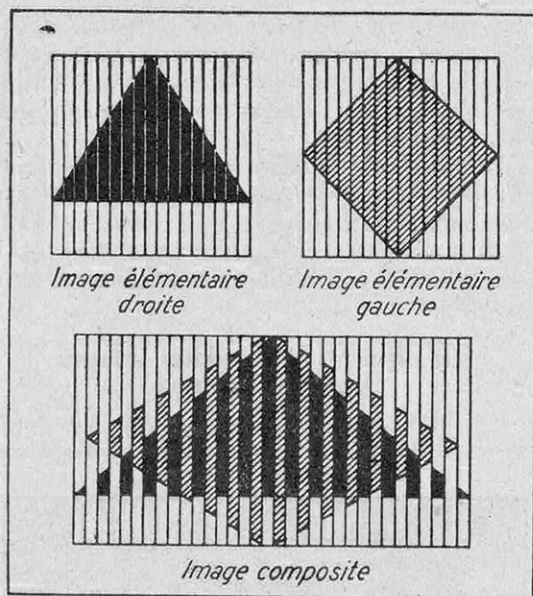 Image élémentaire
droite
Image élémentaire
gauche
Image composite